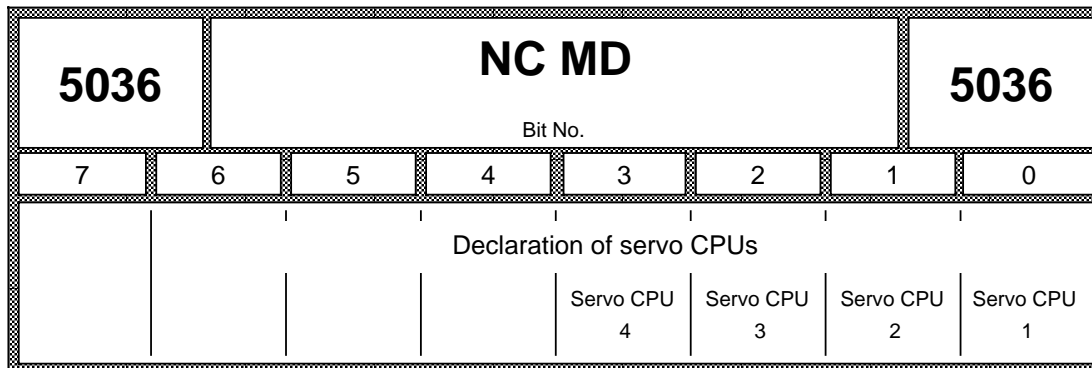 5036 NC MD 5036
Bit No.
7 6 5 4 3 2 1 0
Declaration of servo CPUs
Servo CPU Servo CPU Servo CPU Servo CPU
4 3 2 1